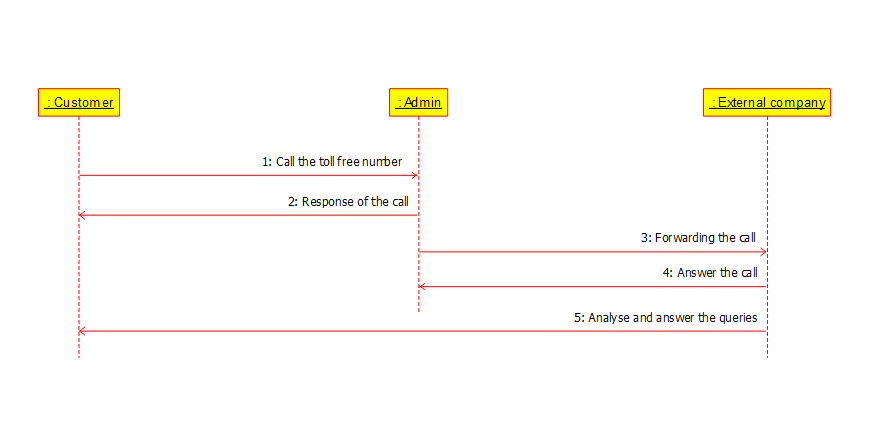 : Customer
: Admin
: External company
1: Call the toll free number
2: Response of the call
3: Forwarding the call
4: Answer the call
5: Analyse and answer the queries